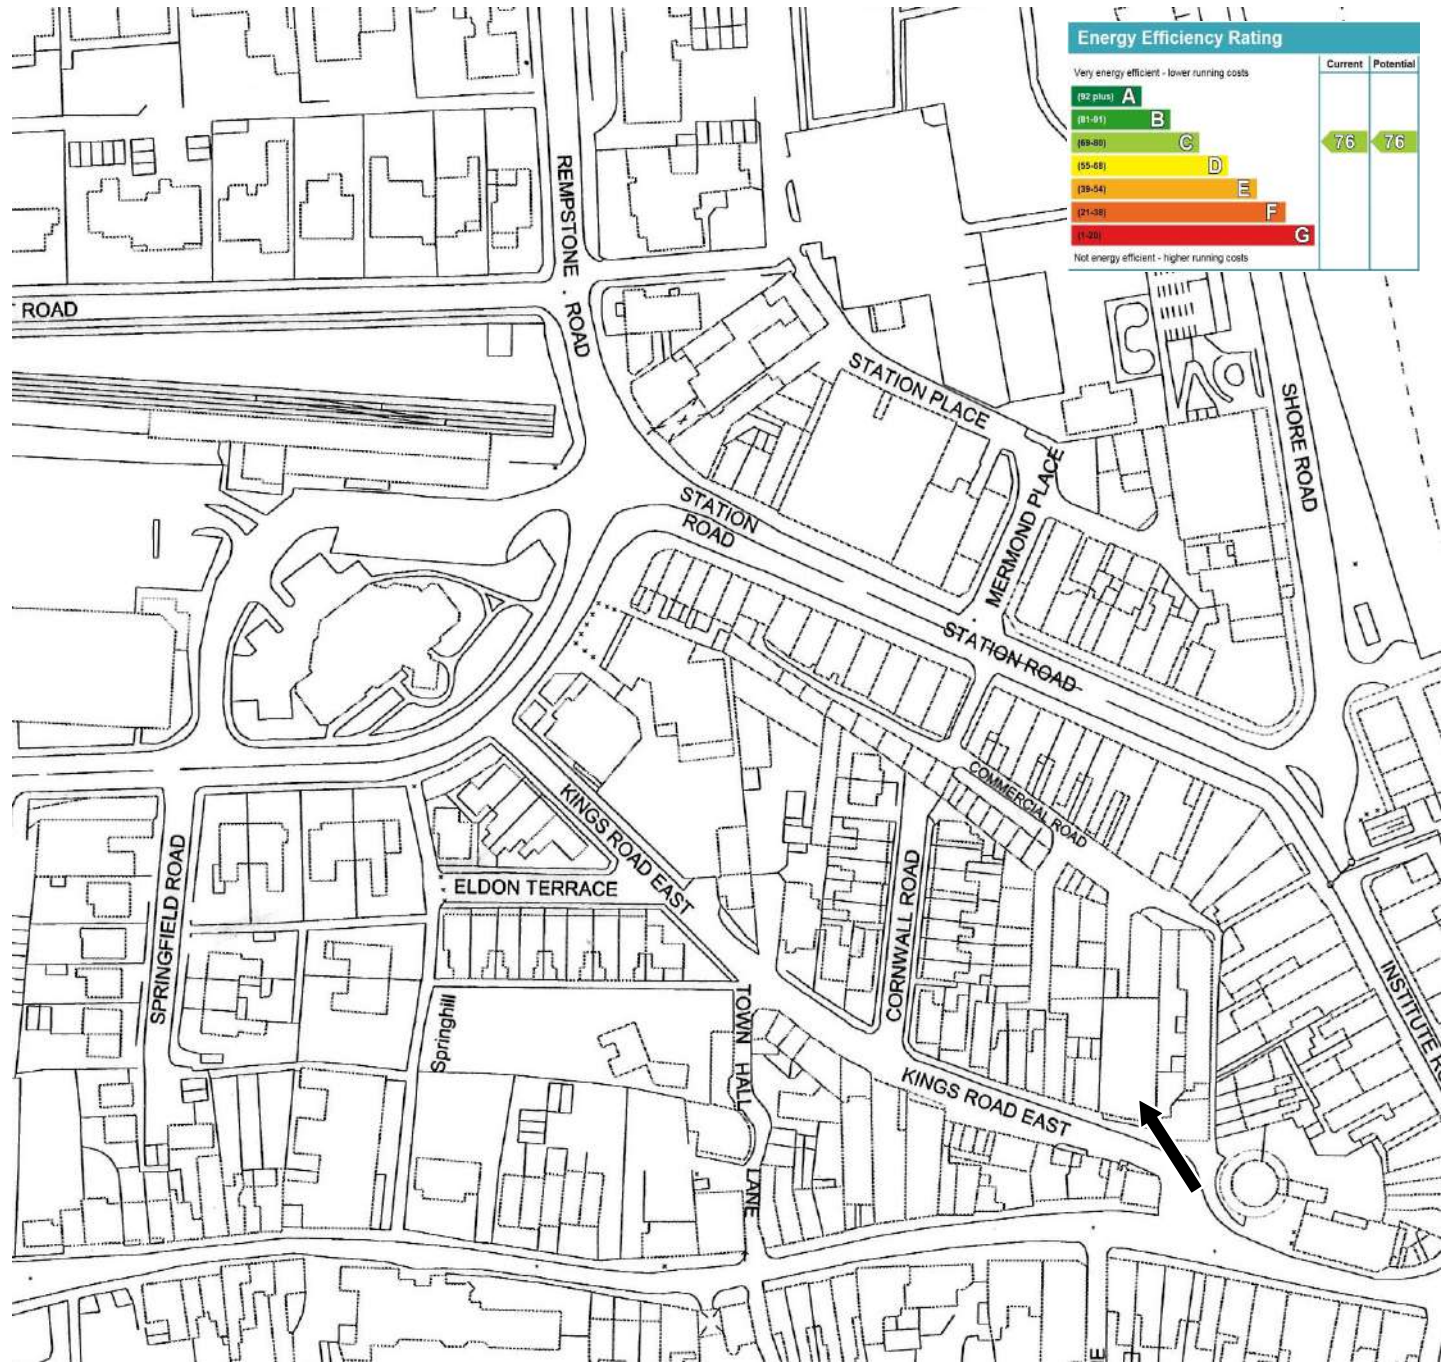 Energy Efficiency Rating
Current
Potential
Very energy efficient - lower running costs
(92 plus) A
(81-91) B
(69-80) C
76
76
(55-68) D
(39-54) E
(21-38) F
(1-20) G
Not energy efficient - higher running costs
REMPSTONE ROAD
ROAD
STATION PLACE
SHORE ROAD
MERMOND PLACE
STATION
ROAD
STATION ROAD
COMMERCIAL ROAD
KINGS ROAD EAST
ELDON TERRACE
SPRINGFIELD ROAD
CORNWALL ROAD
INSTITUTE RO
Springhill
TOWN HALL LANE
KINGS ROAD EAST